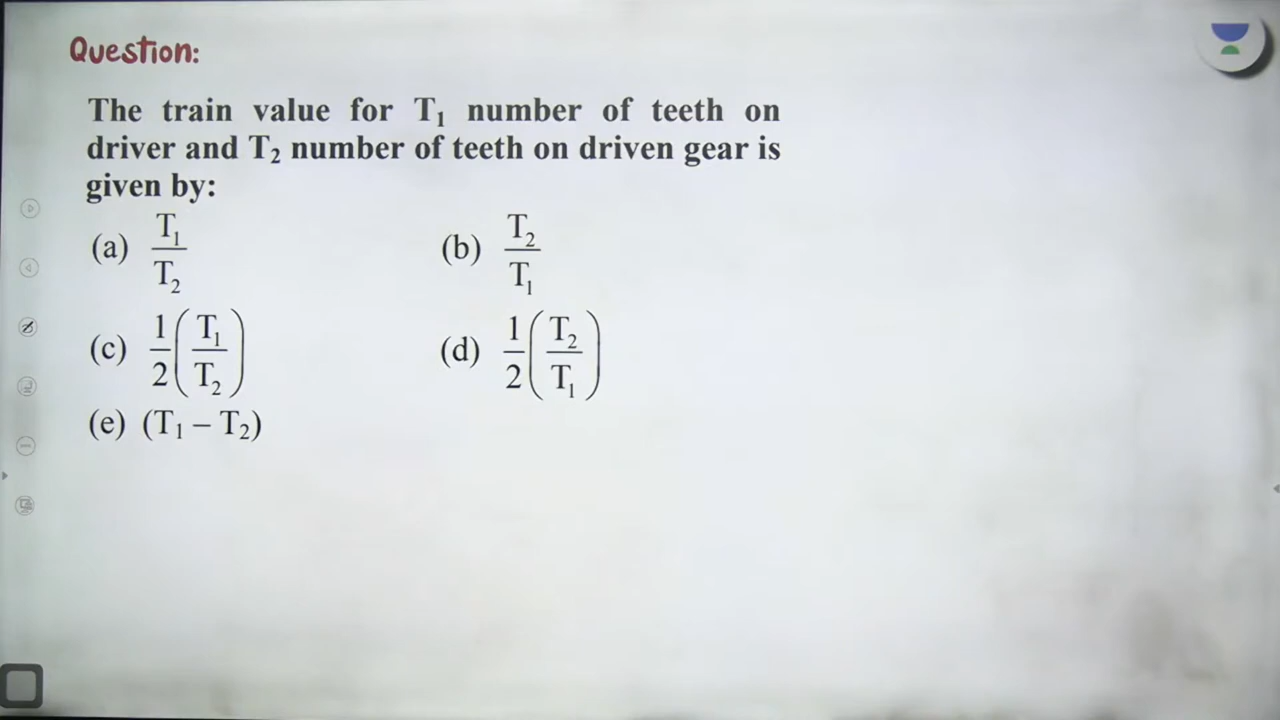 Question:
The train value for T₁ number of teeth on
driver and T₂ number of teeth on driven gear is
given by:
(a) T₁/T₂ (b) T₂/T₁
(c) 1/2(T₁/T₂) (d) 1/2(T₂/T₁)
(e) (T₁ – T₂)